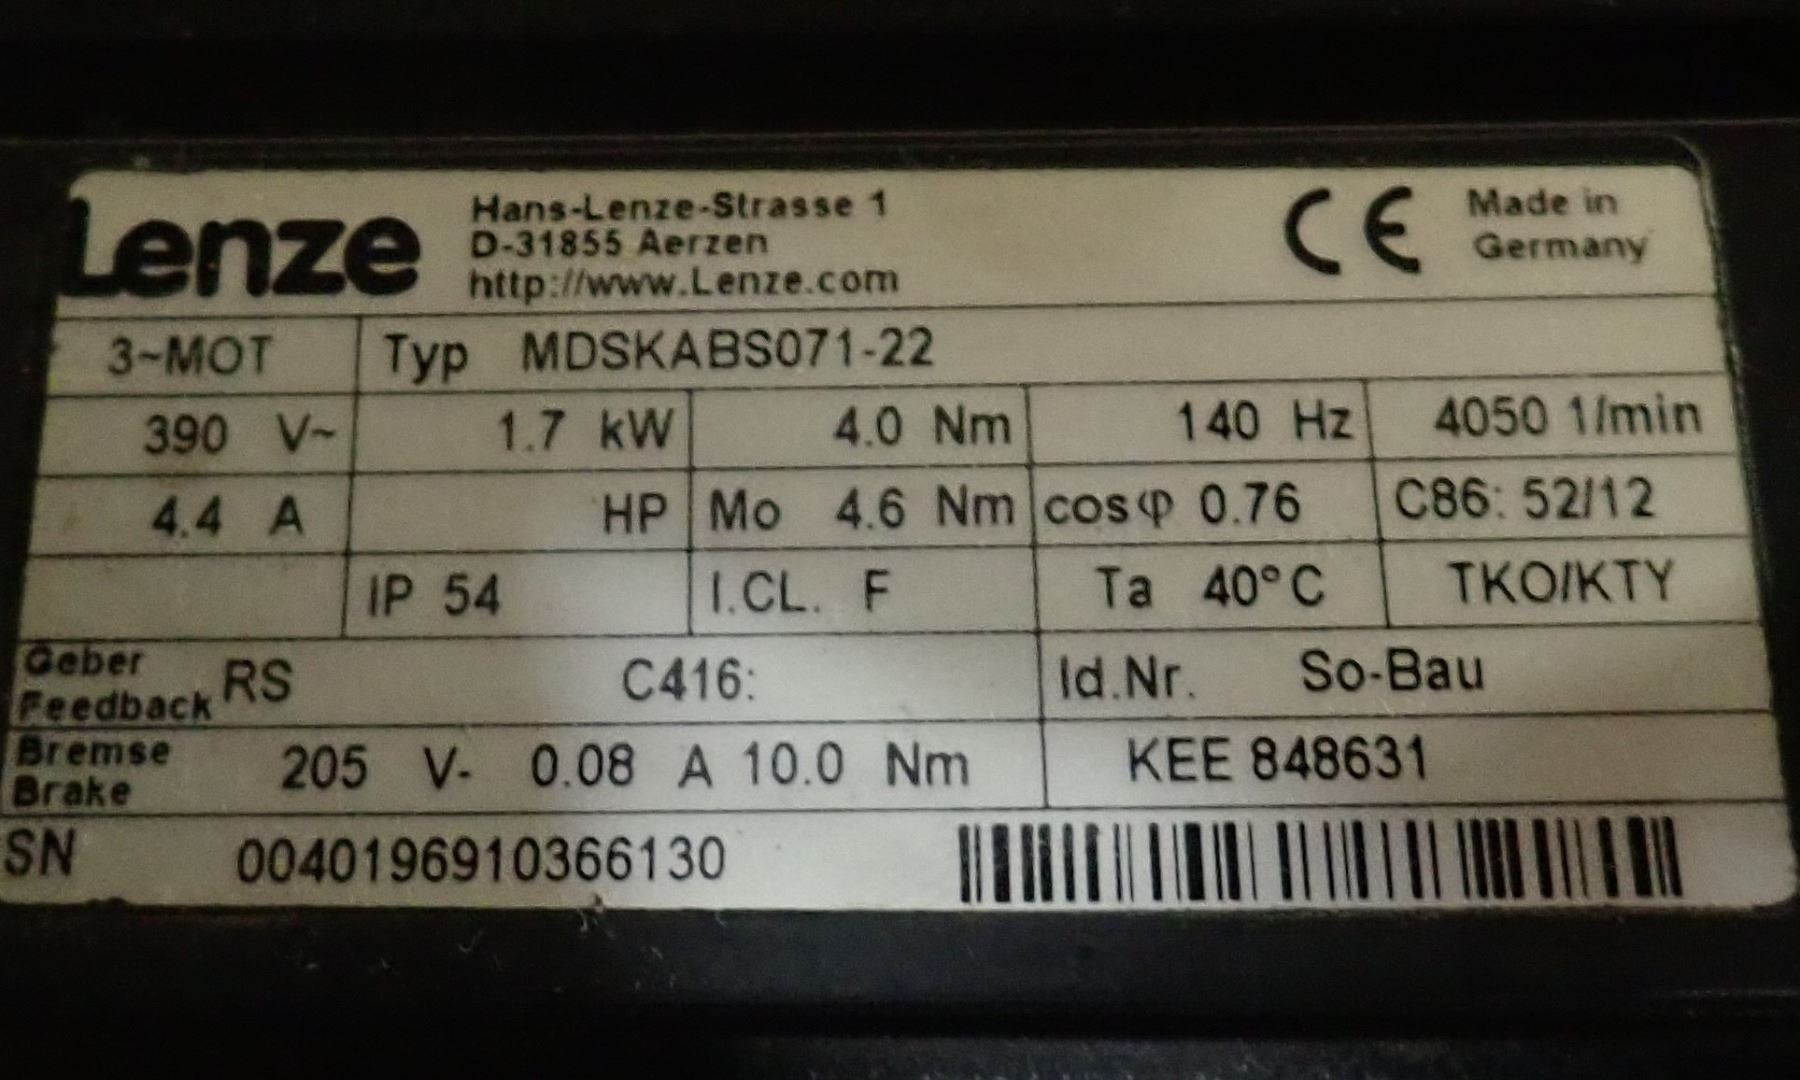 Lenze
Hans-Lenze-Strasse 1
D-31855 Aerzen
http://www.Lenze.com
CE
Made in
Germany
3~MOT Typ MDSKABS071-22
390 V~ 1.7 kW 4.0 Nm 140 Hz 4050 1/min
4.4 A HP Mo 4.6 Nm cosφ 0.76 C86: 52/12
IP 54 I.CL. F Ta 40°C TKO/KTY
Geber
Feedback RS C416: Id.Nr. So-Bau
Bremse
Brake 205 V- 0.08 A 10.0 Nm KEE 848631
SN 0040196910366130